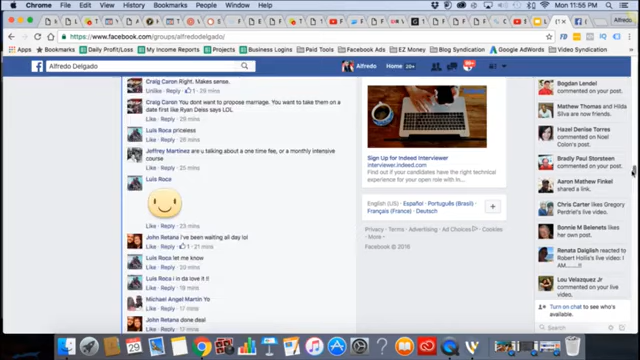 Chrome File Edit View History Bookmarks People Window Help
Mon 11:55 PM
Alfredo
https://www.facebook.com/groups/alfredodelgado/
Apps Bookmarks Daily Profit/Loss My Income Reports Projects Business Logins Paid Tools EZ Money Blog Syndication Google AdWords Video Syndication
Other Bookmarks
Alfredo Delgado
Alfredo Home 20+
Craig Caron Right. Makes sense.
Unlike · Reply · 1 · 29 mins
Craig Caron You dont want to propose marriage. You want to take them on a
date first like Ryan Deiss says LOL
Like · Reply · 29 mins
Luis Roca priceless
Like · Reply · 28 mins
Jeffrey Martinez are u talking about a one time fee, or a monthly intensive
course
Like · Reply · 25 mins
Luis Roca
Like · Reply · 23 mins
John Retana i've been waiting all day lol
Like · Reply · 1 · 21 mins
Luis Roca let me know
Like · Reply
Luis Roca i in da love it !!
Like · Reply · 19 mins
Michael Angel Martin Yo
Like · Reply · 17 mins
John Retana done deal
Like · Reply · 13 mins
Sign Up for Indeed Interviewer
interviewer.indeed.com
Find out if your candidates have the right technical
experience for your open role.
English (US) · Español · Português (Brasil) ·
Français (France) · Deutsch
Privacy · Terms · Advertising · Ad Choices · Cookies
· More
Facebook © 2016
Bogdan Lendel
commented on your post.
Mathew Thomas and Hilda
Silva are now friends.
Hazel Denise Torres
commented on Noel
Colon's post.
Bradly Paul Storsteen
commented on your post.
Aaron Mathew Finkel
shared a link.
Chris Carter likes Gregory
Perdriel's live video.
Bonnie M Belenets likes
her own post.
Renata Dalglish reacted to
Robert Hollis's live video: I
AM.......!!
Lou Velasquez Jr
commented on your live
video.
Turn on chat to see who's
available.
Search